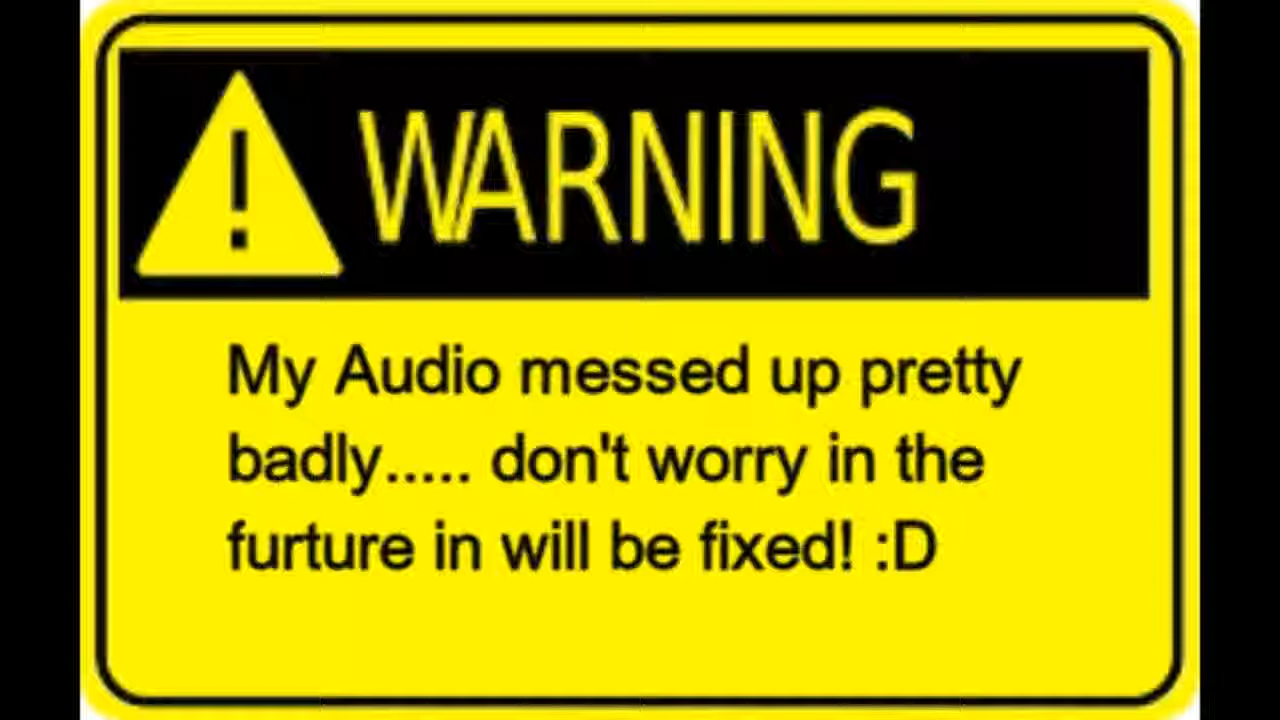 WARNING
My Audio messed up pretty
badly..... don't worry in the
furture in will be fixed! :D